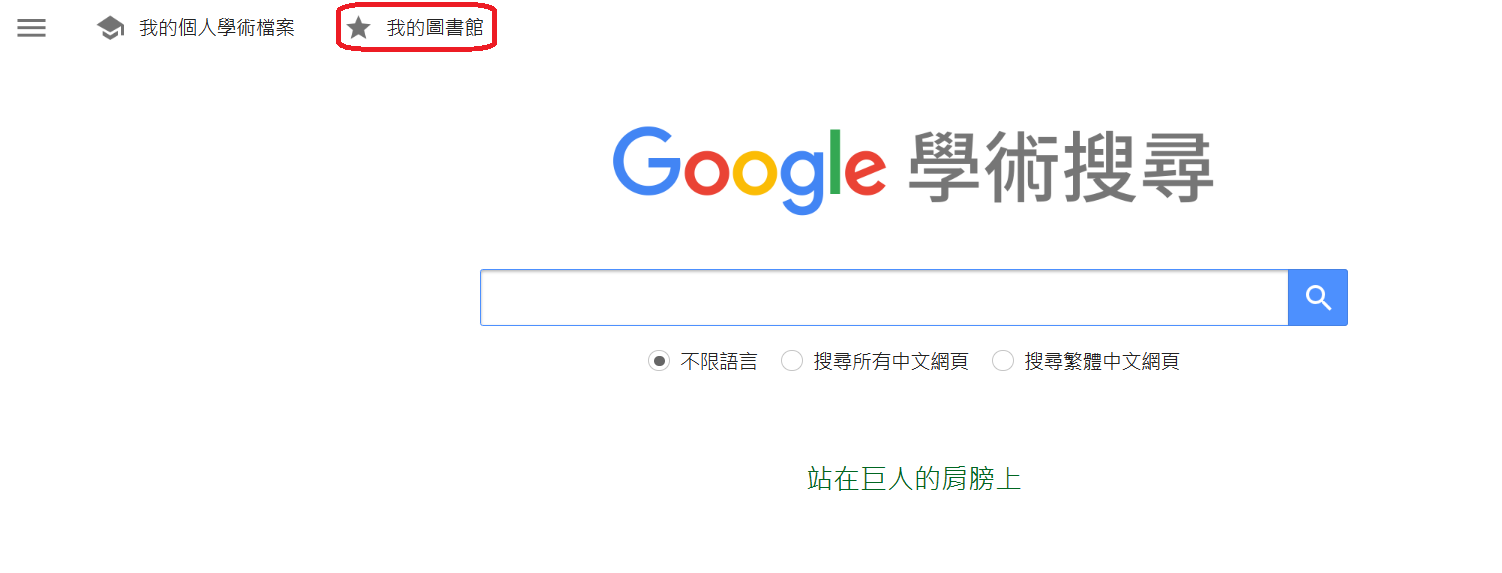 我的個人學術檔案 我的圖書館
Google 學術搜尋
不限語言 搜尋所有中文網頁 搜尋繁體中文網頁
站在巨人的肩膀上